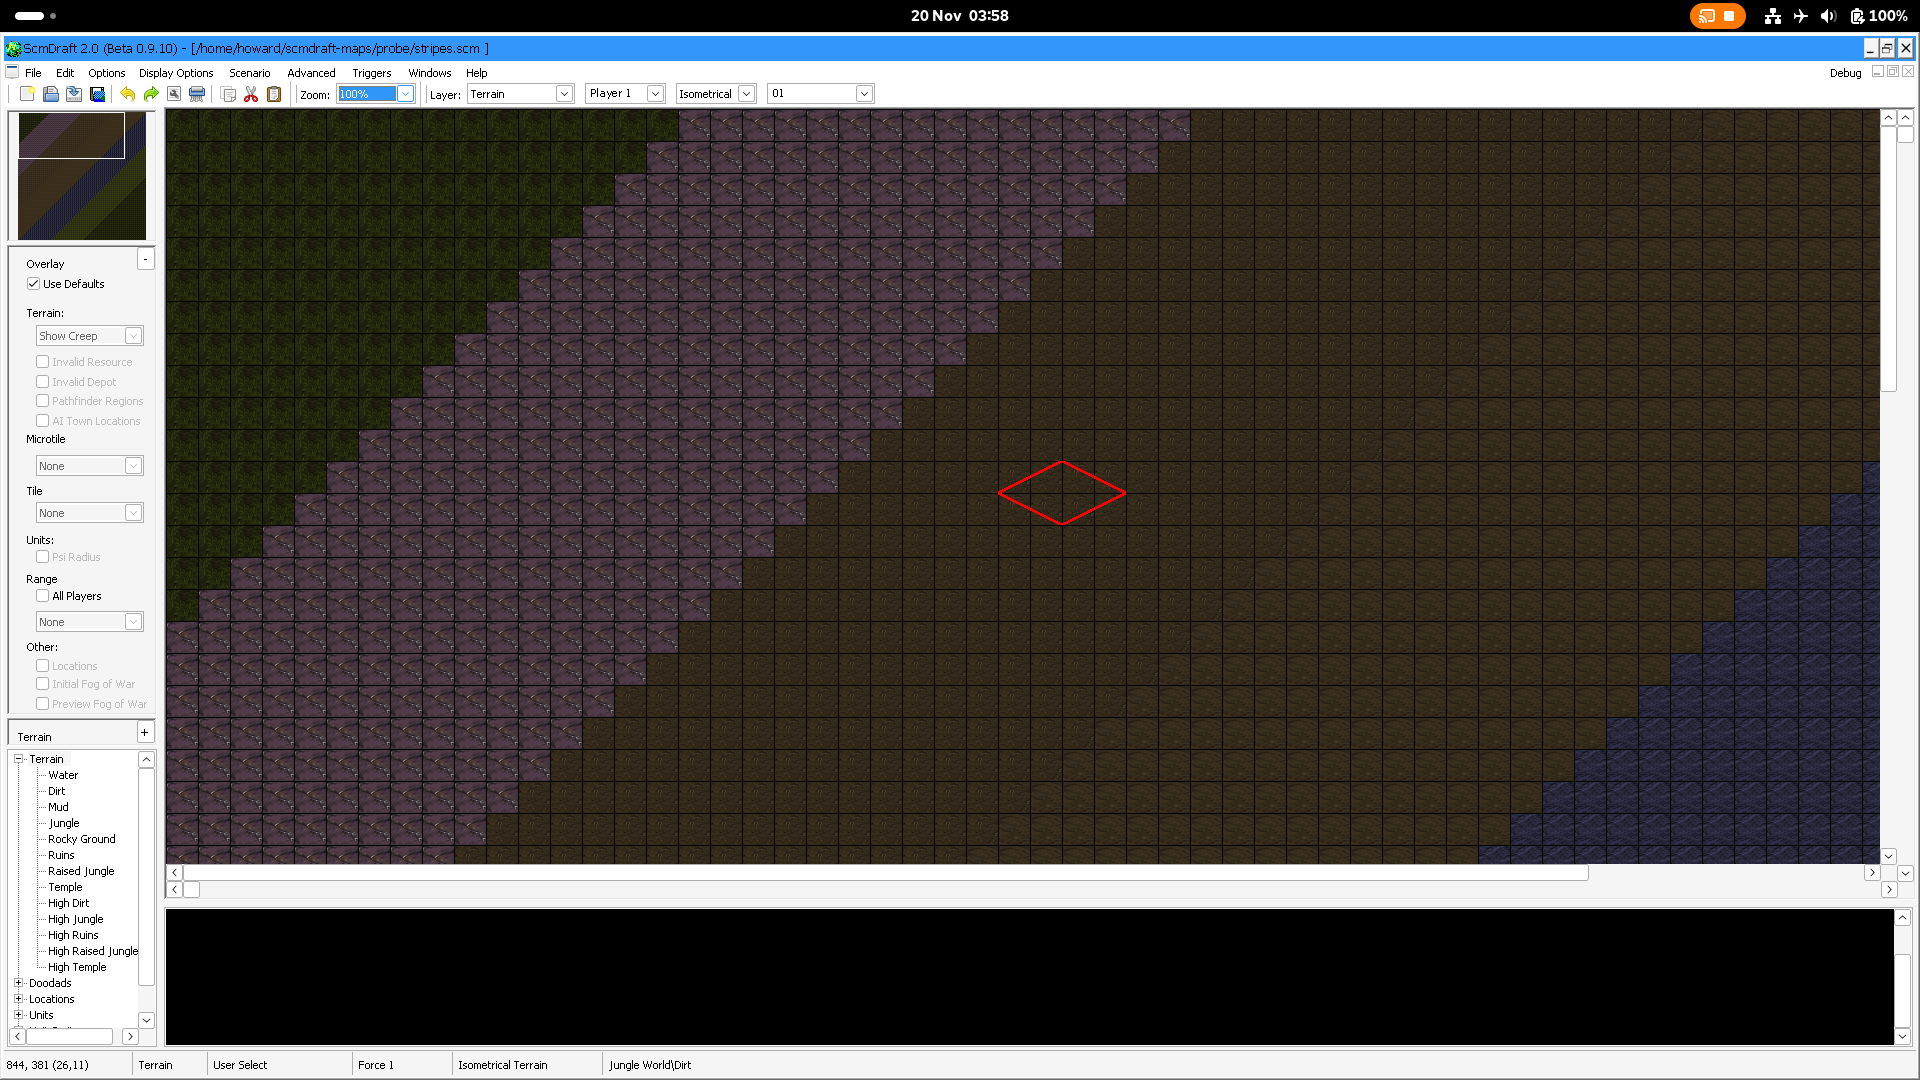 20 Nov 03:58
100%
ScmDraft 2.0 (Beta 0.9.10) - [/home/howard/scmdraft-maps/probe/stripes.scm ]
File Edit Options Display Options Scenario Advanced Triggers Windows Help Debug
Zoom: 100% Layer: Terrain Player 1 Isometrical 01
Overlay
-
Use Defaults
Terrain:
Show Creep
Invalid Resource
Invalid Depot
Pathfinder Regions
AI Town Locations
Microtile
None
Tile
None
Units:
Psi Radius
Range
All Players
None
Other:
Locations
Initial Fog of War
Preview Fog of War
Terrain
+
Terrain
Water
Dirt
Mud
Jungle
Rocky Ground
Ruins
Raised Jungle
Temple
High Dirt
High Jungle
High Ruins
High Raised Jungle
High Temple
Doodads
Locations
Units
844, 381 (26,11) Terrain User Select Force 1 Isometrical Terrain Jungle World\Dirt